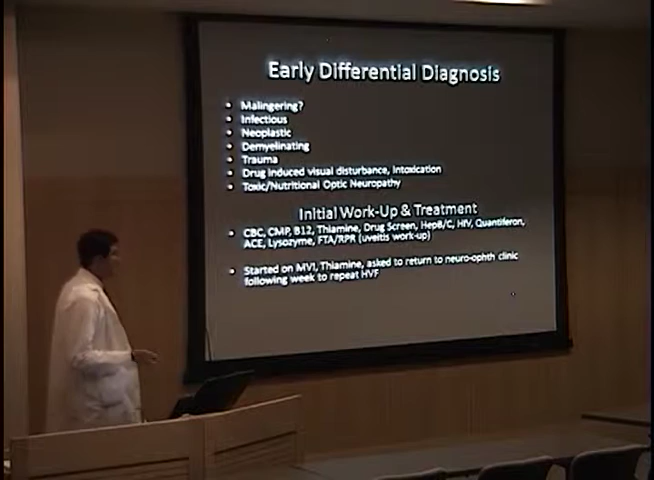 Early Differential Diagnosis
• Malingering?
• Infectious
• Neoplastic
• Demyelinating
• Trauma
• Drug induced visual disturbance, Intoxication
• Toxic/Nutritional Optic Neuropathy
Initial Work-Up & Treatment
• CBC, CMP, B12, Thiamine, Drug Screen, HepB/C, HIV, Quantiferon,
ACE, Lysozyme, FTA/RPR (uveitis work-up)
• Started on MVI, Thiamine, asked to return to neuro-ophth clinic
following week to repeat HVF